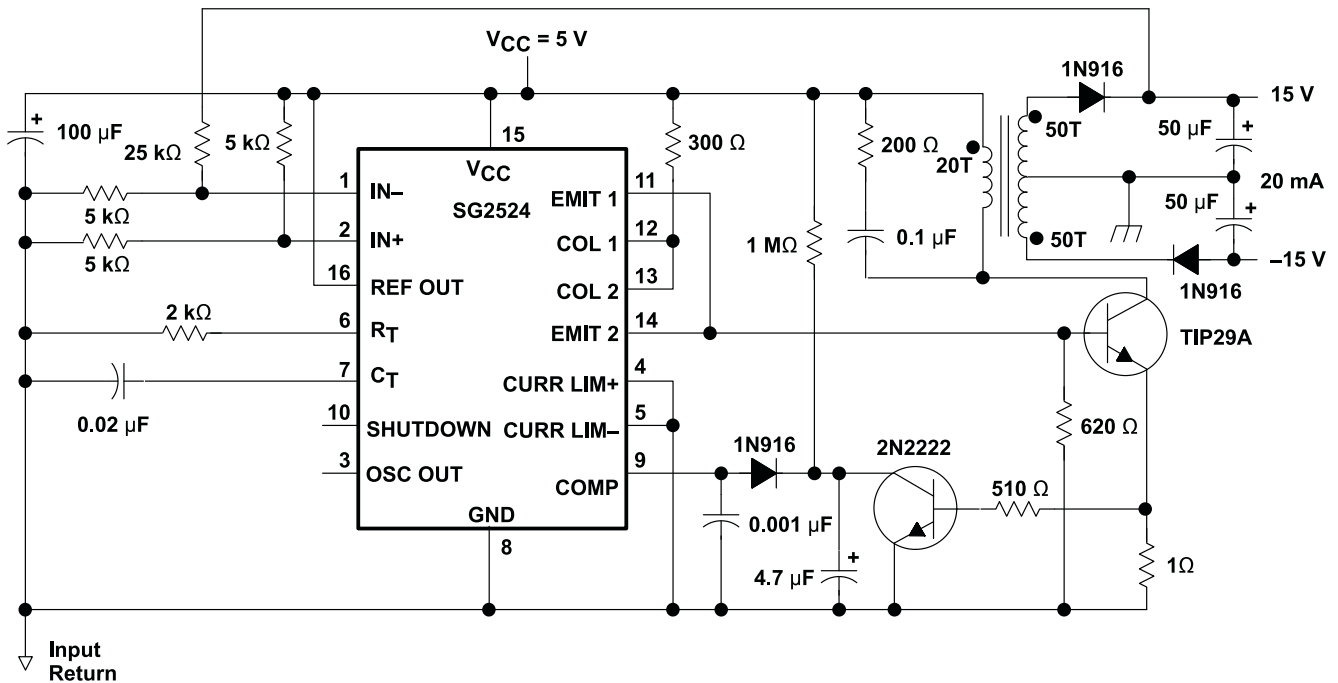 VCC = 5 V
1N916
15 V
100 µF
25 kΩ
5 kΩ
15
300 Ω
200 Ω
20T
50T
50 µF
VCC
SG2524
1
IN–
EMIT 1
11
5 kΩ
20 mA
2
IN+
COL 1
12
1 MΩ
0.1 µF
50 µF
5 kΩ
50T
–15 V
16
REF OUT
COL 2
13
1N916
2 kΩ
6
RT
EMIT 2
14
TIP29A
7
CT
CURR LIM+
4
0.02 µF
10
SHUTDOWN
CURR LIM–
5
620 Ω
1N916
2N2222
3
OSC OUT
COMP
9
510 Ω
GND
8
0.001 µF
4.7 µF
1Ω
Input
Return